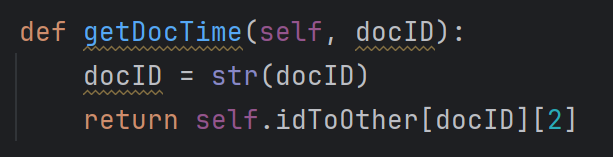 def getDocTime(self, docID):
    docID = str(docID)
    return self.idToOther[docID][2]